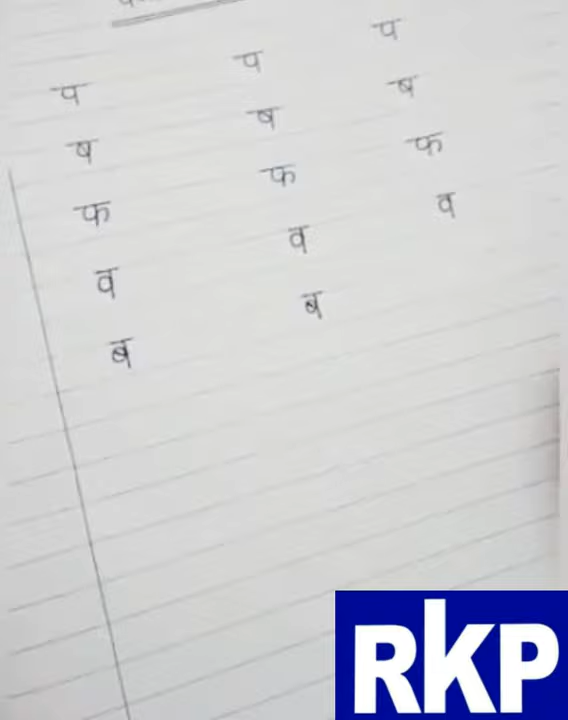 प प प
ष ष ष
फ फ फ
व व व
ब ब
RKP